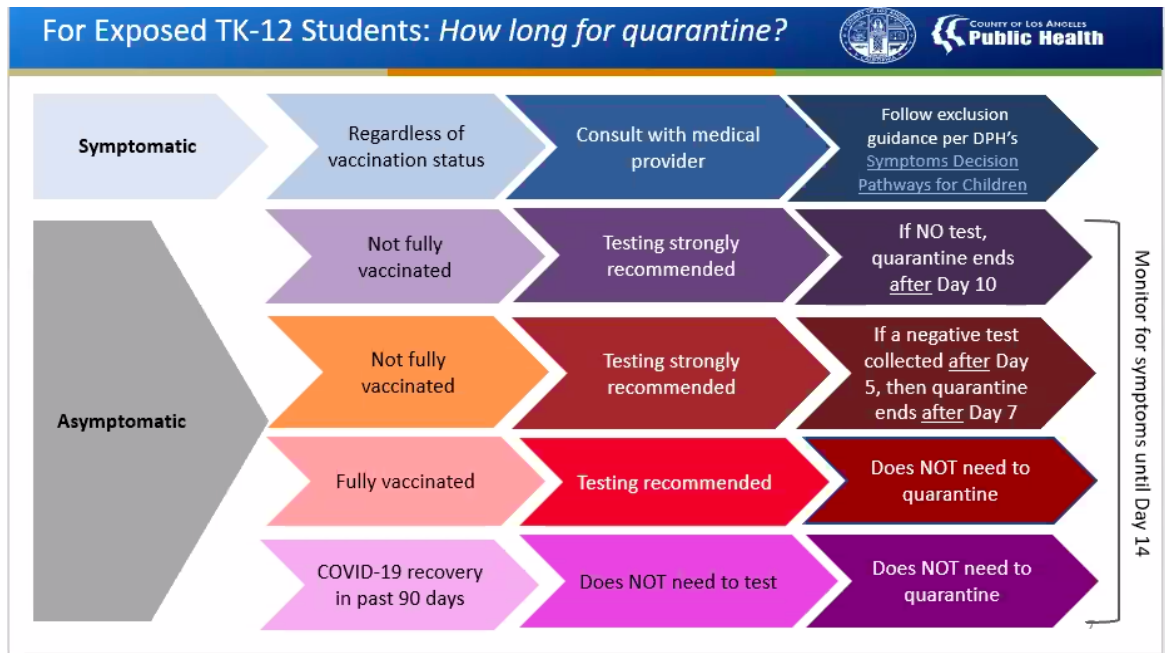 For Exposed TK-12 Students: How long for quarantine?
COUNTY OF LOS ANGELES
Public Health
Symptomatic
Regardless of
vaccination status
Consult with medical
provider
Follow exclusion
guidance per DPH's
Symptoms Decision
Pathways for Children
Asymptomatic
Not fully
vaccinated
Testing strongly
recommended
If NO test,
quarantine ends
after Day 10
Not fully
vaccinated
Testing strongly
recommended
If a negative test
collected after Day
5, then quarantine
ends after Day 7
Fully vaccinated
Testing recommended
Does NOT need to
quarantine
COVID-19 recovery
in past 90 days
Does NOT need to test
Does NOT need to
quarantine
Monitor for symptoms until Day 14
7